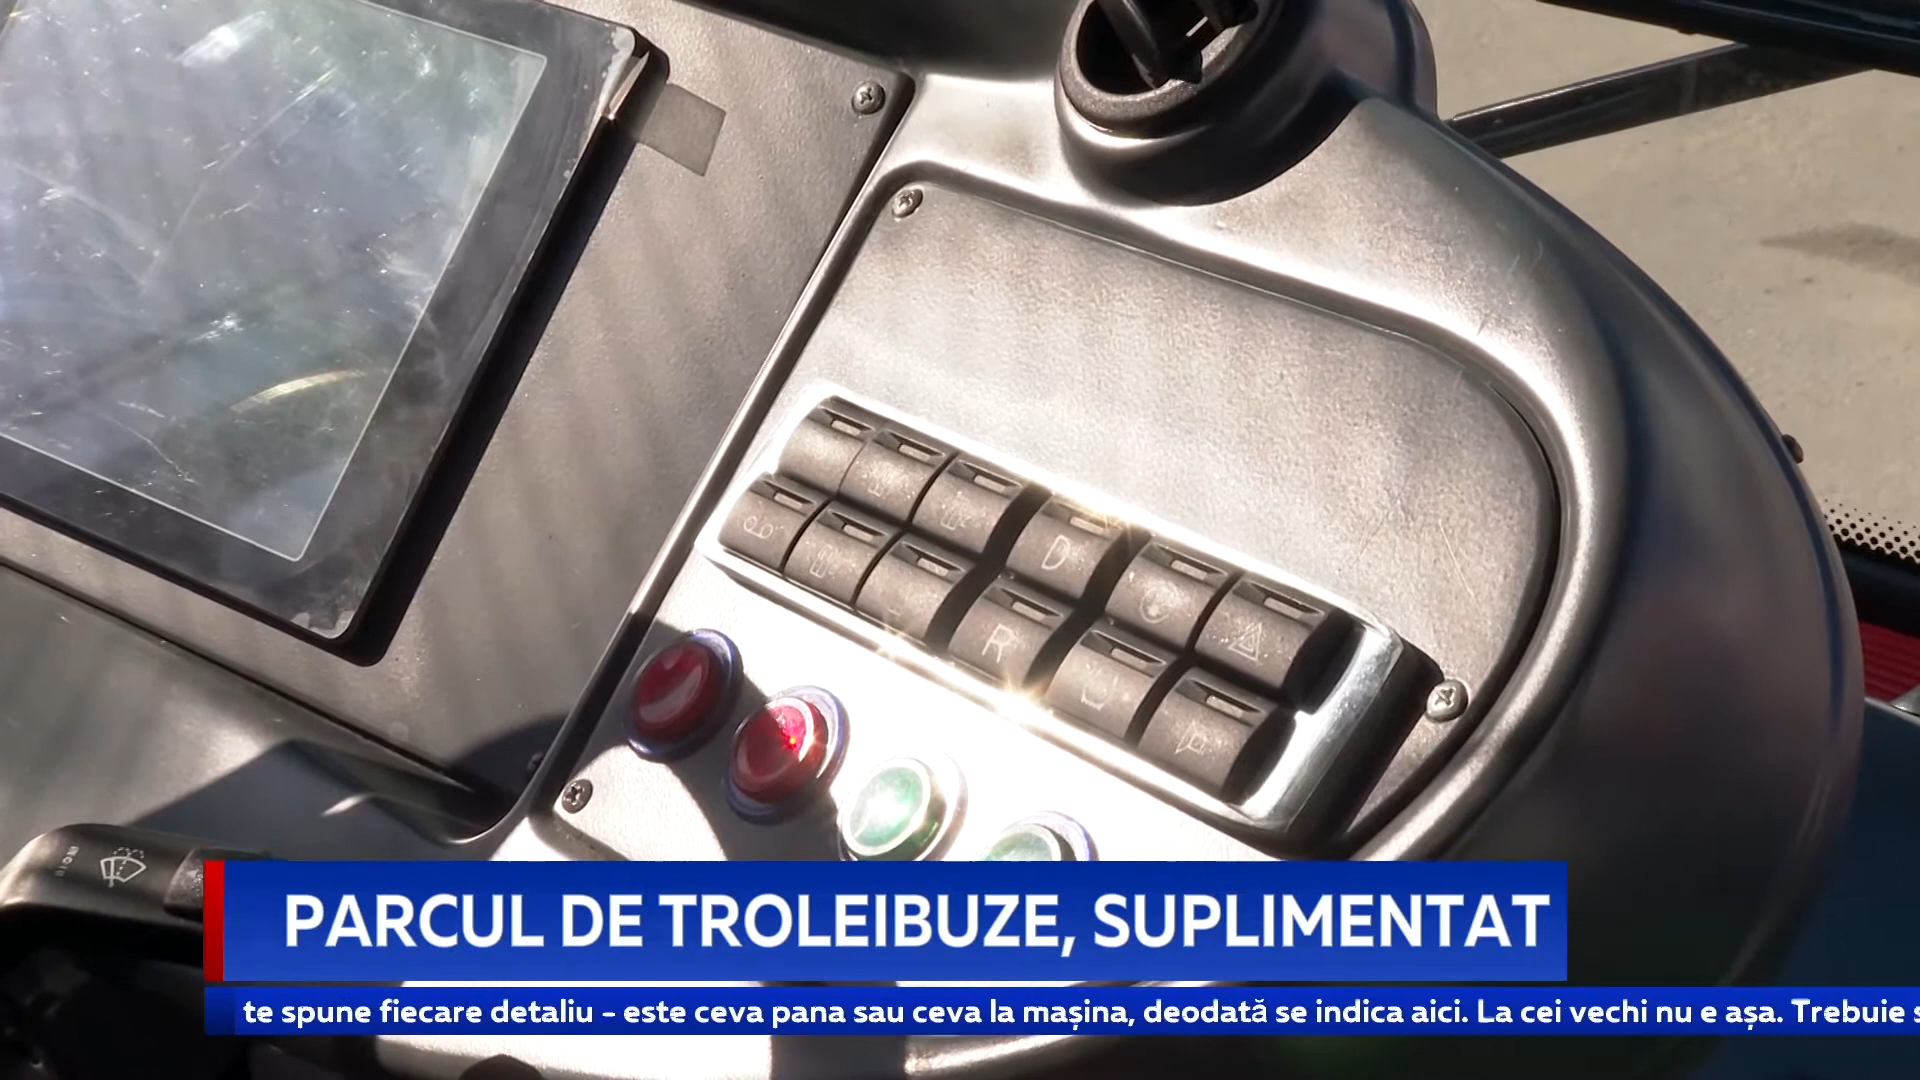 D
R
PARCUL DE TROLEIBUZE, SUPLIMENTAT
te spune fiecare detaliu - este ceva pana sau ceva la mașina, deodată se indica aici. La cei vechi nu e așa. Trebuie s